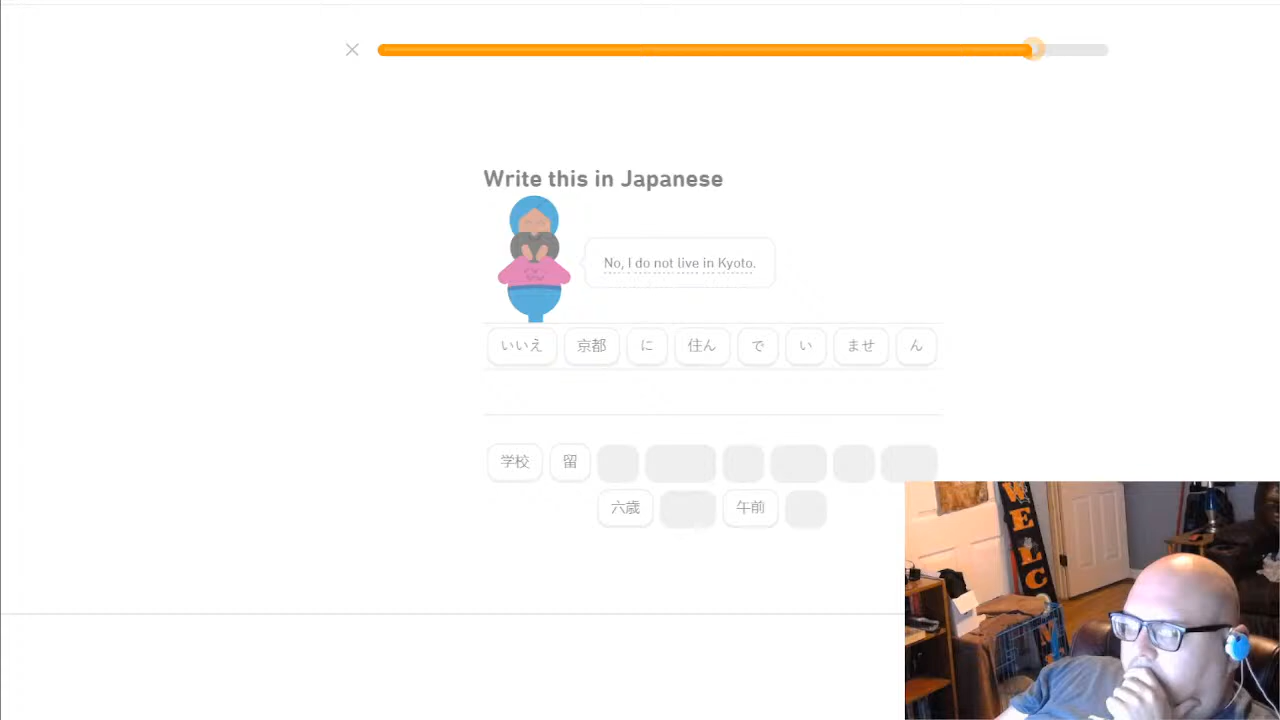 Write this in Japanese
No, I do not live in Kyoto.
いいえ 京都 に 住ん で い ませ ん
学校 留
六歳 午前
WELC